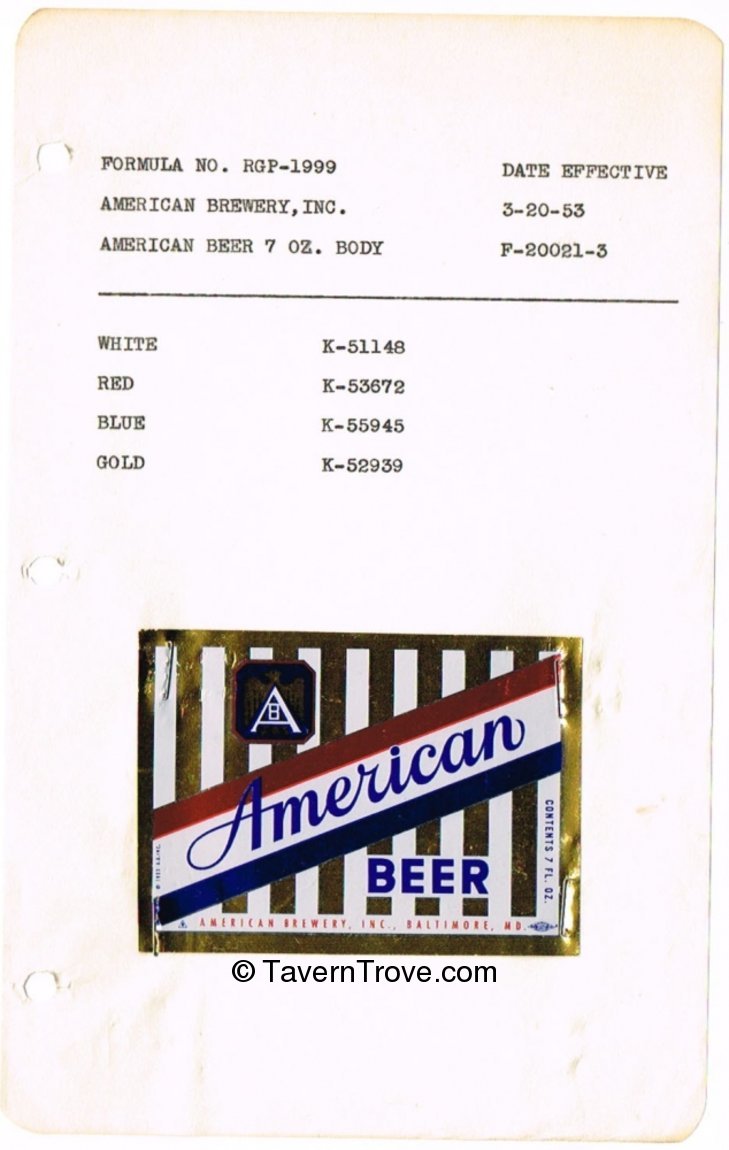 FORMULA NO. RGP-1999 DATE EFFECTIVE
AMERICAN BREWERY, INC. 3-20-53
AMERICAN BEER 7 OZ. BODY F-20021-3
WHITE K-51148
RED K-53672
BLUE K-55945
GOLD K-52939
AB
American
BEER
CONTENTS 7 FL. OZ.
AMERICAN BREWERY, INC., BALTIMORE, MD.
© TavernTrove.com